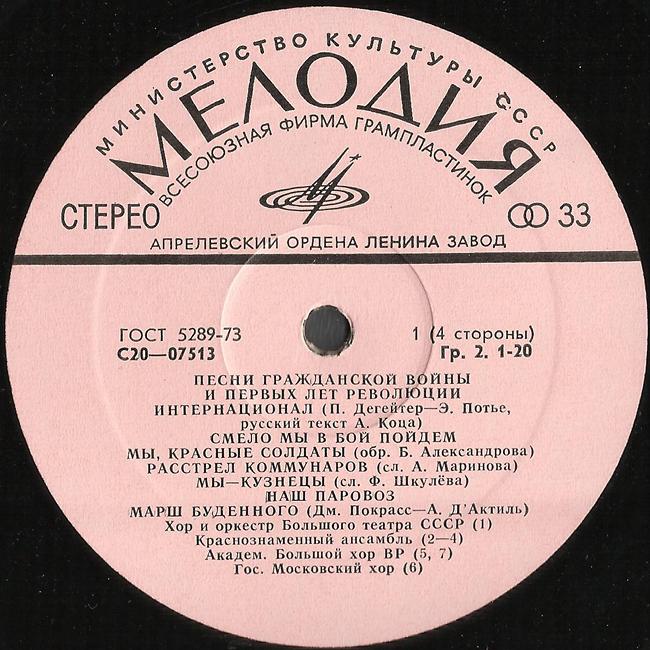 МИНИСТЕРСТВО КУЛЬТУРЫ СССР
МЕЛОДИЯ
ВСЕСОЮЗНАЯ ФИРМА ГРАМПЛАСТИНОК
СТЕРЕО
33
АПРЕЛЕВСКИЙ ОРДЕНА ЛЕНИНА ЗАВОД
ГОСТ 5289-73 1 (4 стороны)
С20—07513 Гр. 2. 1-20
ПЕСНИ ГРАЖДАНСКОЙ ВОЙНЫ
И ПЕРВЫХ ЛЕТ РЕВОЛЮЦИИ
ИНТЕРНАЦИОНАЛ (П. Дегейтер—Э. Потье,
русский текст А. Коца)
СМЕЛО МЫ В БОЙ ПОЙДЕМ
МЫ, КРАСНЫЕ СОЛДАТЫ (обр. Б. Александрова)
РАССТРЕЛ КОММУНАРОВ (сл. А. Маринова)
МЫ—КУЗНЕЦЫ (сл. Ф. Шкулёва)
НАШ ПАРОВОЗ
МАРШ БУДЕННОГО (Дм. Покрасс—А. Д'Актиль)
Хор и оркестр Большого театра СССР (1)
Краснознаменный ансамбль (2—4)
Академ. Большой хор ВР (5, 7)
Гос. Московский хор (6)